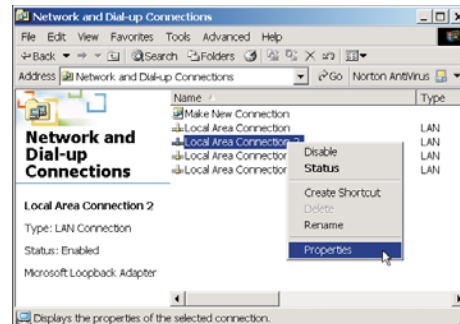 Network and Dial-up Connections
File Edit View Favorites Tools Advanced Help
Back Search Folders
Address Network and Dial-up Connections Go Norton AntiVirus
Name Type
Make New Connection
Local Area Connection LAN
Local Area Connection 2 LAN
Local Area Connection LAN
Local Area Connection LAN
Network and
Dial-up
Connections
Local Area Connection 2
Type: LAN Connection
Status: Enabled
Microsoft Loopback Adapter
Disable
Status
Create Shortcut
Delete
Rename
Properties
Displays the properties of the selected connection.